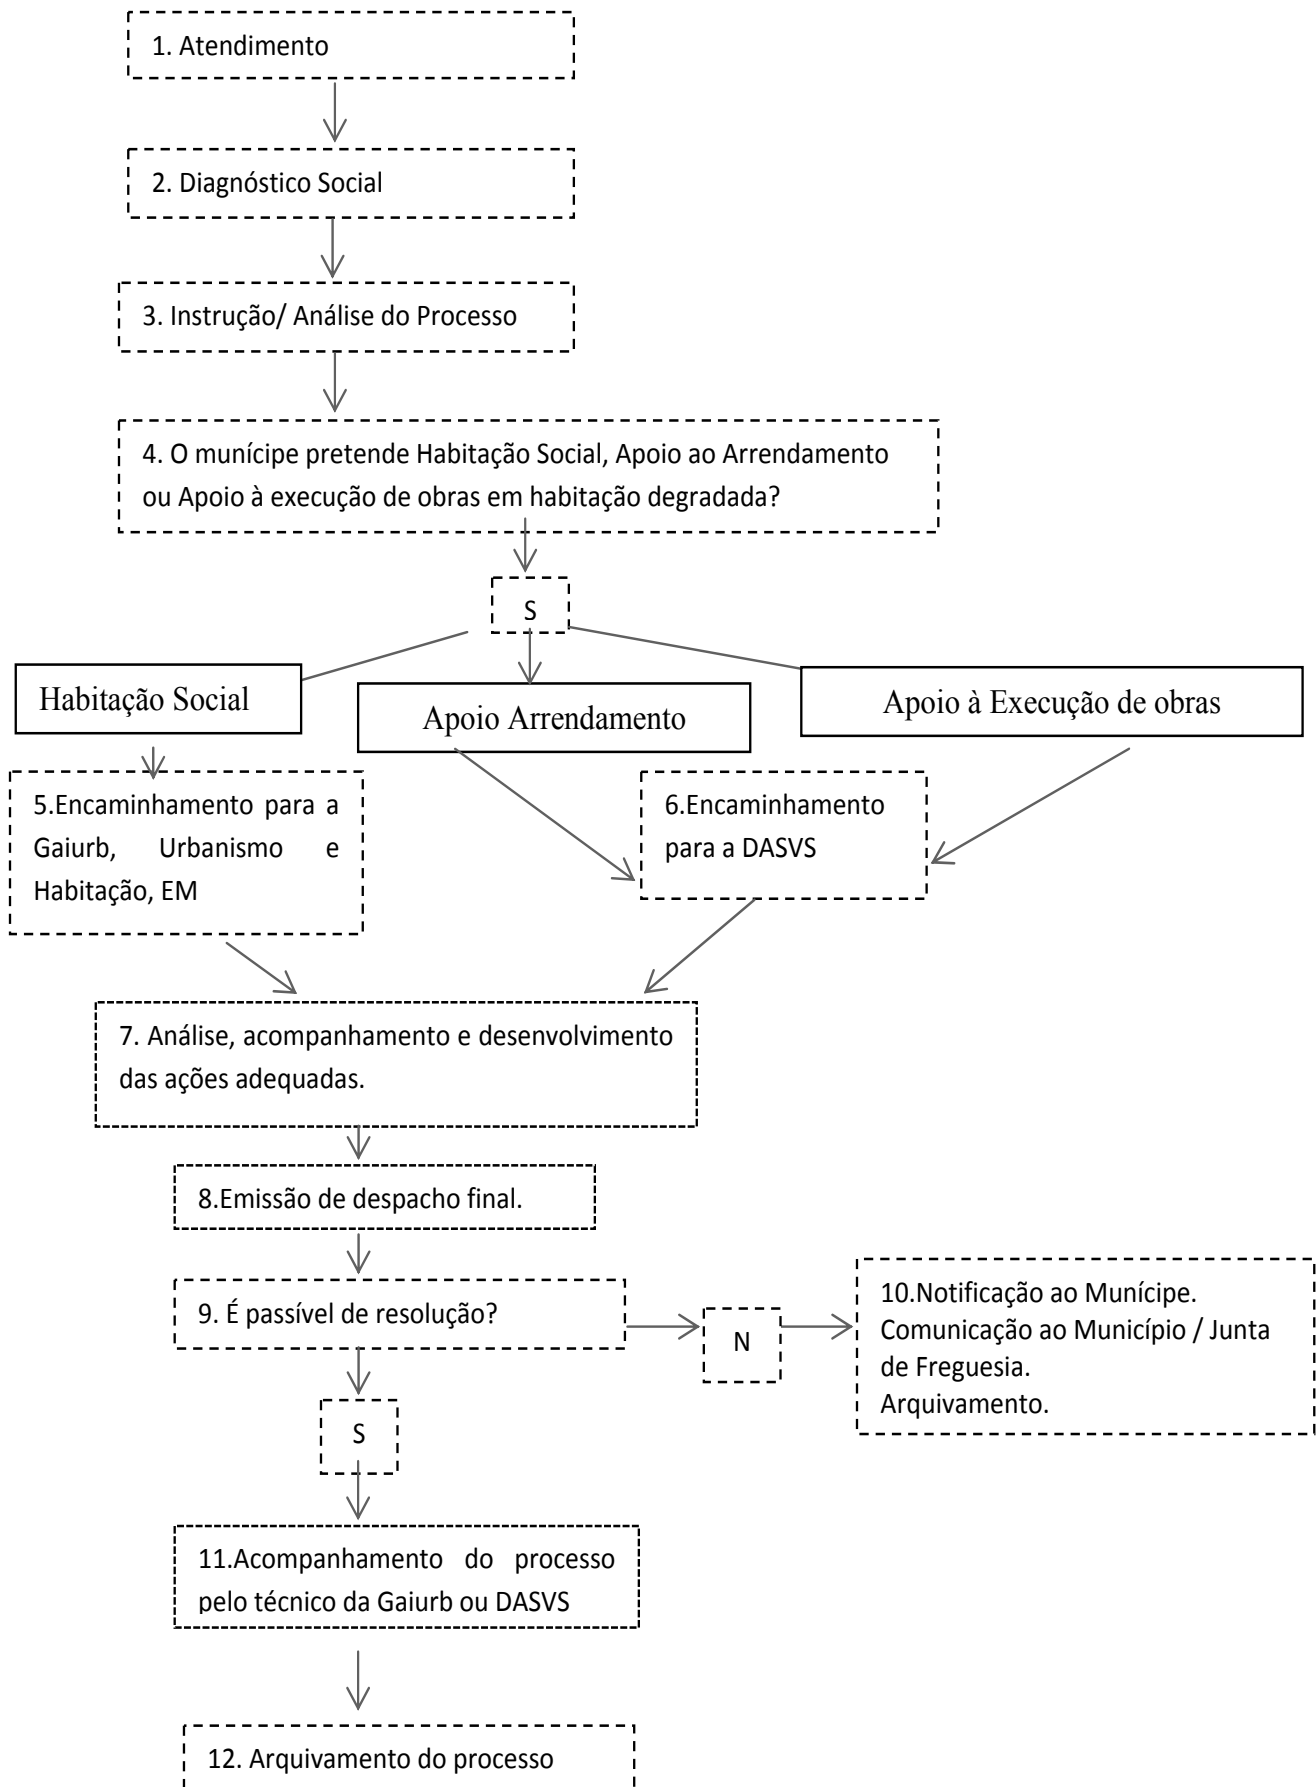 1. Atendimento
2. Diagnóstico Social
3. Instrução/ Análise do Processo
4. O munícipe pretende Habitação Social, Apoio ao Arrendamento
ou Apoio à execução de obras em habitação degradada?
S
Habitação Social
Apoio Arrendamento
Apoio à Execução de obras
5.Encaminhamento para a
Gaiurb, Urbanismo e
Habitação, EM
6.Encaminhamento
para a DASVS
7. Análise, acompanhamento e desenvolvimento
das ações adequadas.
8.Emissão de despacho final.
9. É passível de resolução?
N
10.Notificação ao Munícipe.
Comunicação ao Município / Junta
de Freguesia.
Arquivamento.
S
11.Acompanhamento do processo
pelo técnico da Gaiurb ou DASVS
12. Arquivamento do processo